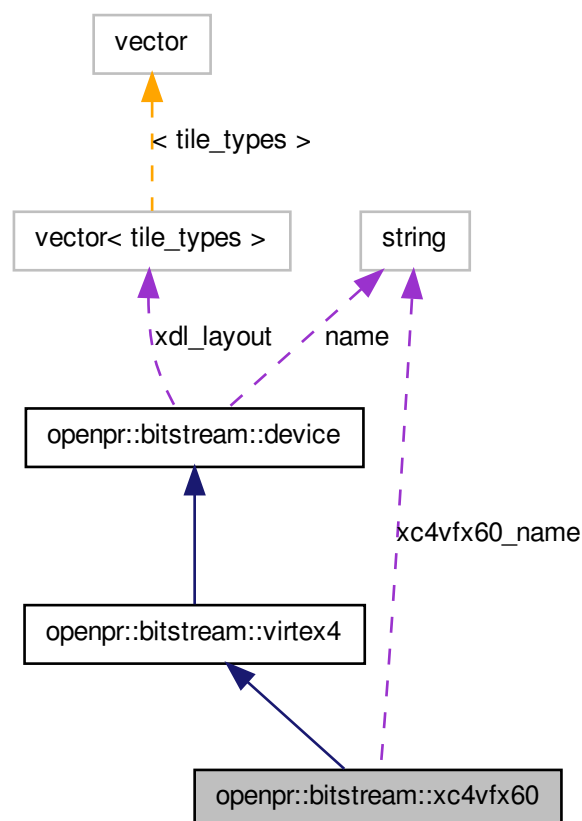 vector
< tile_types >
vector< tile_types >
string
xdl_layout
name
openpr::bitstream::device
xc4vfx60_name
openpr::bitstream::virtex4
openpr::bitstream::xc4vfx60